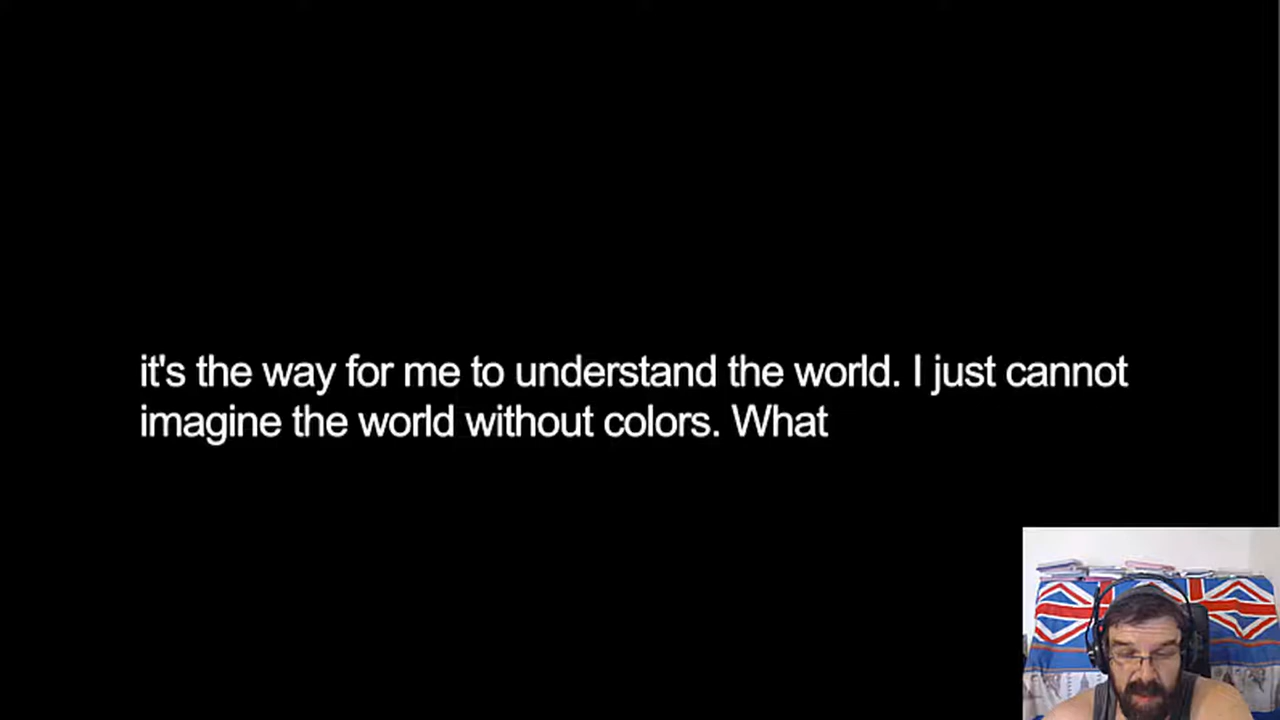 it's the way for me to understand the world. I just cannot
imagine the world without colors. What